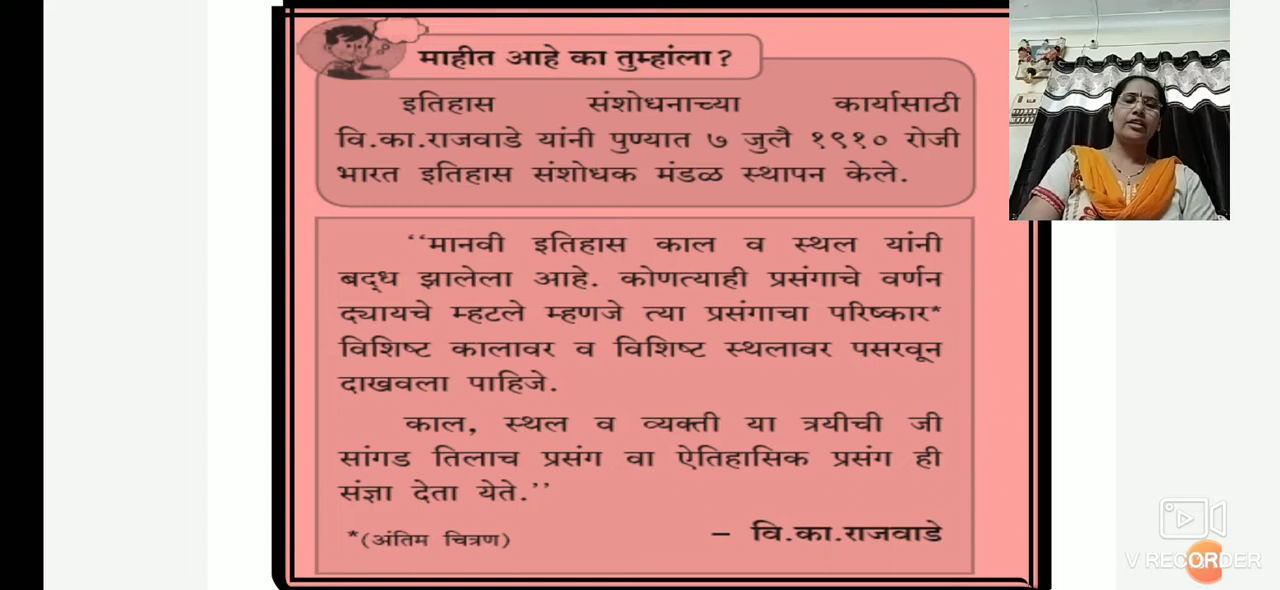 माहीत आहे का तुम्हांला?
इतिहास संशोधनाच्या कार्यासाठी
वि.का.राजवाडे यांनी पुण्यात ७ जुलै १९१० रोजी
भारत इतिहास संशोधक मंडळ स्थापन केले.
‘‘मानवी इतिहास काल व स्थल यांनी
बद्ध झालेला आहे. कोणत्याही प्रसंगाचे वर्णन
द्यायचे म्हटले म्हणजे त्या प्रसंगाचा परिष्कार*
विशिष्ट कालावर व विशिष्ट स्थलावर पसरवून
दाखवला पाहिजे.
काल, स्थल व व्यक्ती या त्रयीची जी
सांगड तिलाच प्रसंग वा ऐतिहासिक प्रसंग ही
संज्ञा देता येते.’’
*(अंतिम चित्रण) – वि.का.राजवाडे
V RECORDER